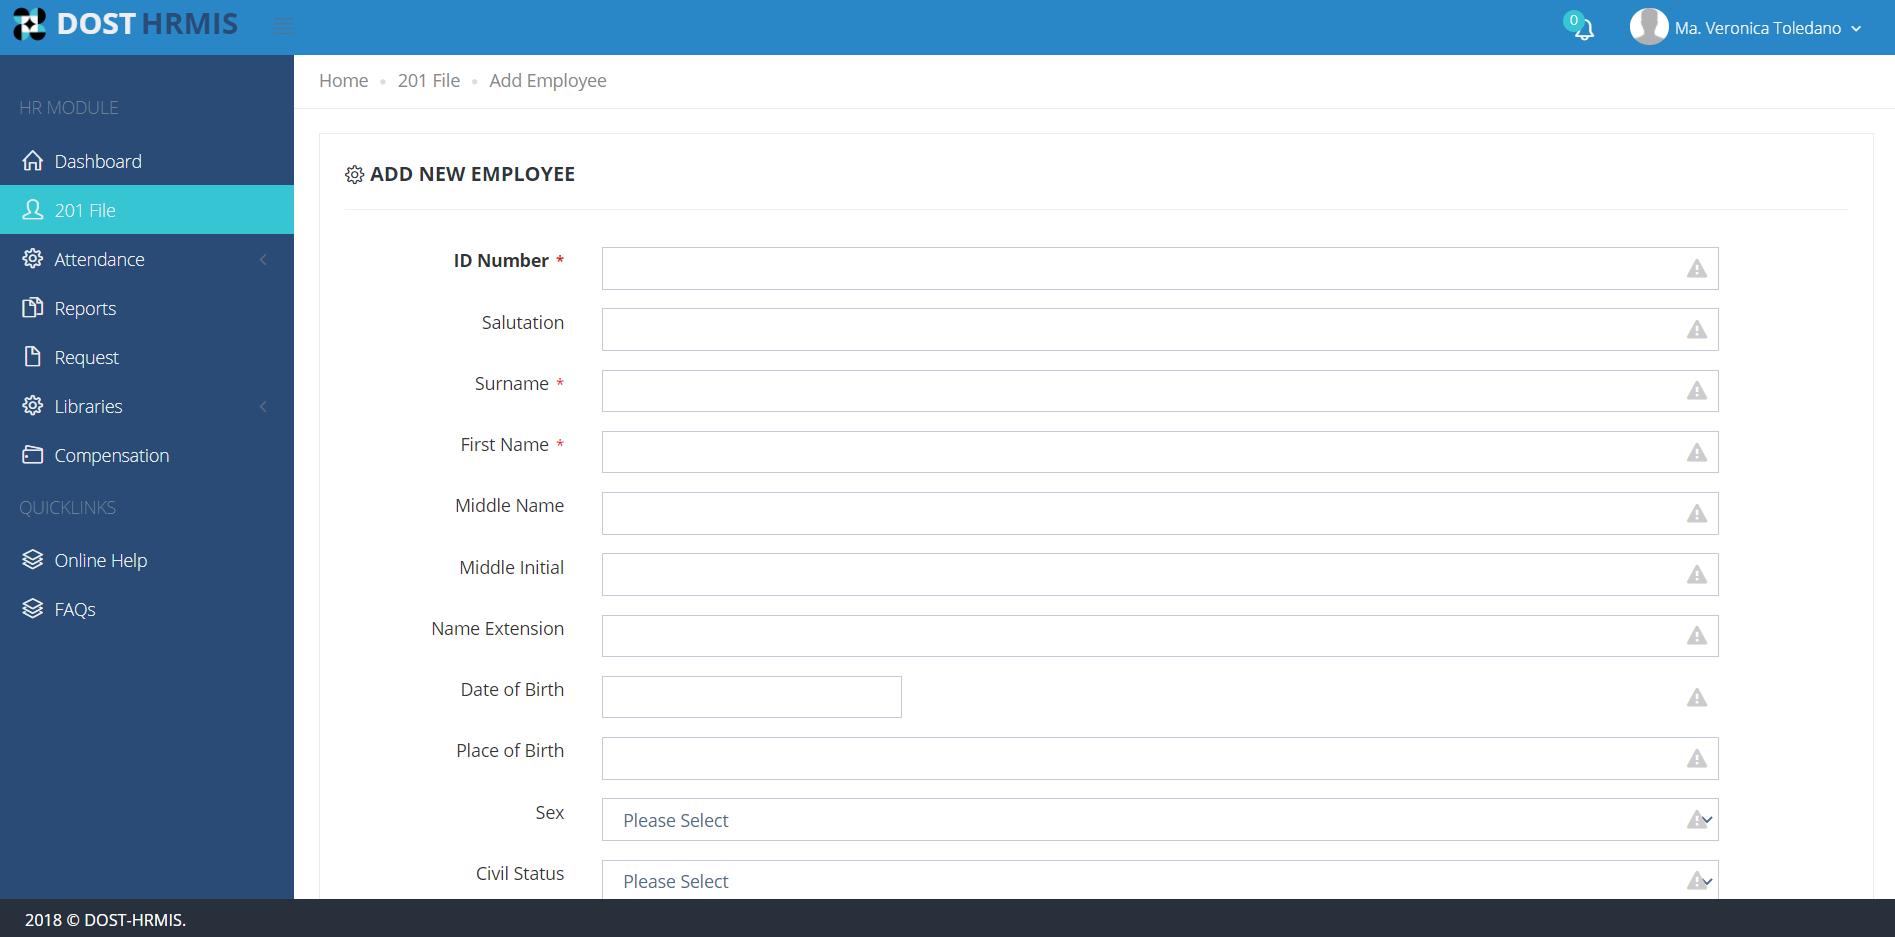 DOST HRMIS
0
Ma. Veronica Toledano
HR MODULE
Dashboard
201 File
Attendance
Reports
Request
Libraries
Compensation
QUICKLINKS
Online Help
FAQs
Home • 201 File • Add Employee
ADD NEW EMPLOYEE
ID Number *
Salutation
Surname *
First Name *
Middle Name
Middle Initial
Name Extension
Date of Birth
Place of Birth
Sex Please Select
Civil Status Please Select
2018 © DOST-HRMIS.